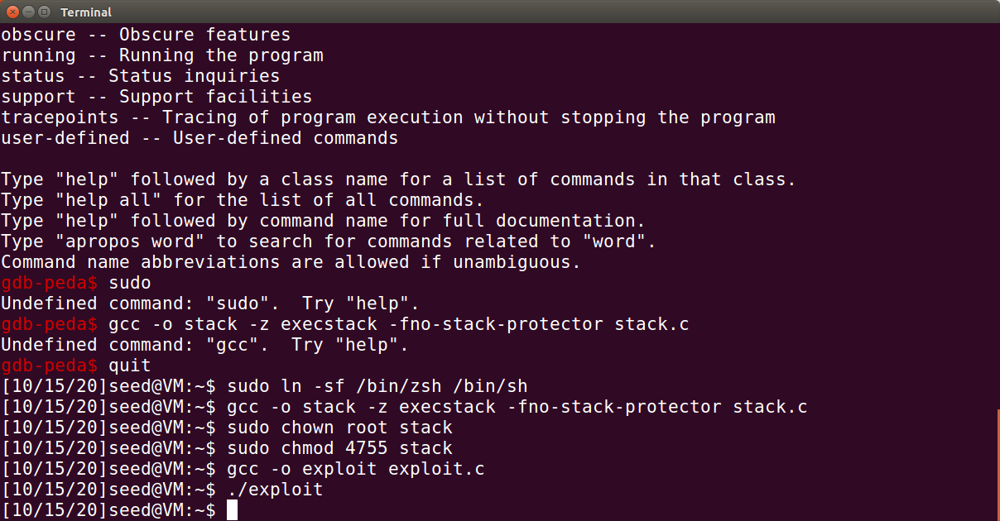 Terminal
obscure -- Obscure features
running -- Running the program
status -- Status inquiries
support -- Support facilities
tracepoints -- Tracing of program execution without stopping the program
user-defined -- User-defined commands
Type "help" followed by a class name for a list of commands in that class.
Type "help all" for the list of all commands.
Type "help" followed by command name for full documentation.
Type "apropos word" to search for commands related to "word".
Command name abbreviations are allowed if unambiguous.
gdb-peda$ sudo
Undefined command: "sudo".  Try "help".
gdb-peda$ gcc -o stack -z execstack -fno-stack-protector stack.c
Undefined command: "gcc".  Try "help".
gdb-peda$ quit
[10/15/20]seed@VM:~$ sudo ln -sf /bin/zsh /bin/sh
[10/15/20]seed@VM:~$ gcc -o stack -z execstack -fno-stack-protector stack.c
[10/15/20]seed@VM:~$ sudo chown root stack
[10/15/20]seed@VM:~$ sudo chmod 4755 stack
[10/15/20]seed@VM:~$ gcc -o exploit exploit.c
[10/15/20]seed@VM:~$ ./exploit
[10/15/20]seed@VM:~$